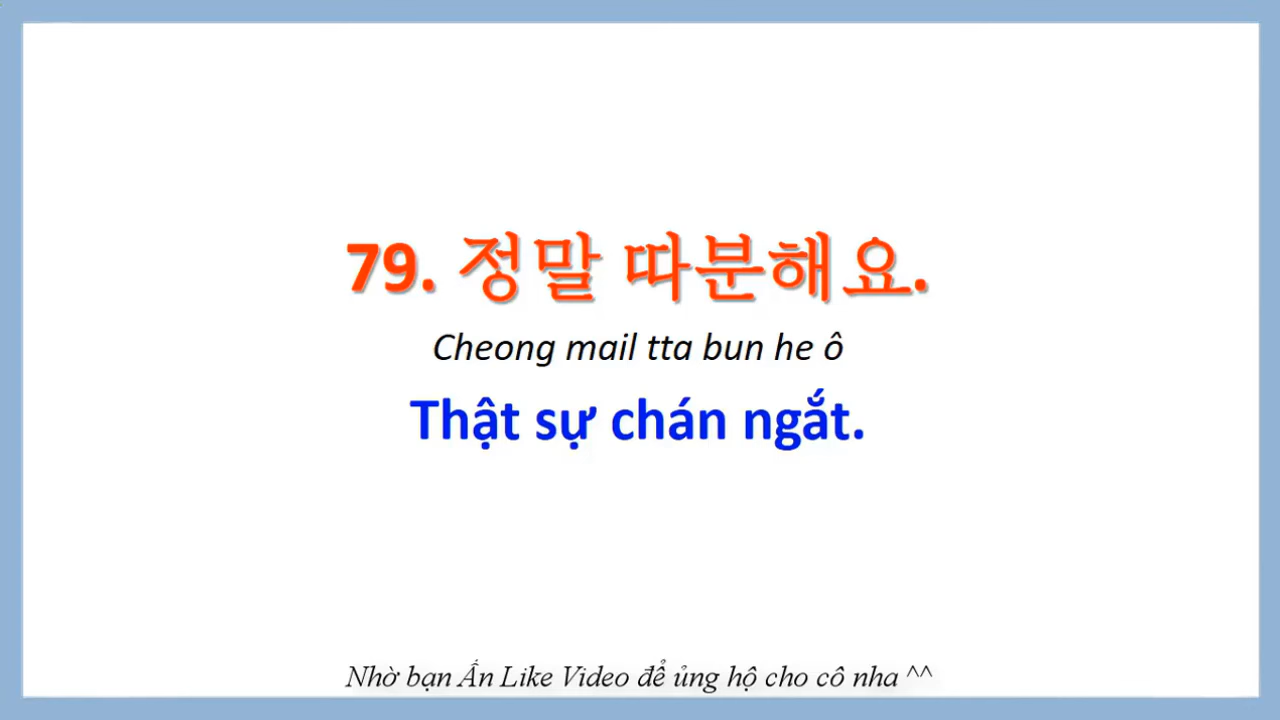 79. 정말 따분해요.
Cheong mail tta bun he ô
Thật sự chán ngắt.
Nhờ bạn Ấn Like Video để ủng hộ cho cô nha ^^